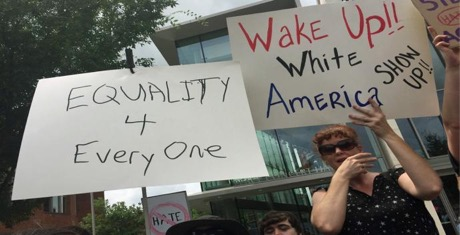 EQUALITY
4
Every One
Wake Up!!
White
America
SHOW
UP!!
HATE